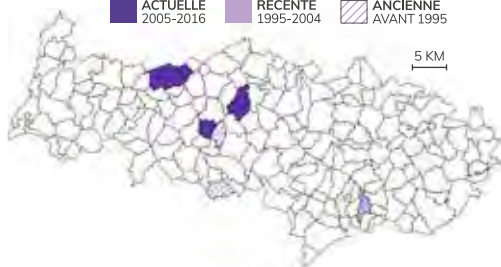 ACTUELLE
2005-2016
RECENTE
1995-2004
ANCIENNE
AVANT 1995
5 KM